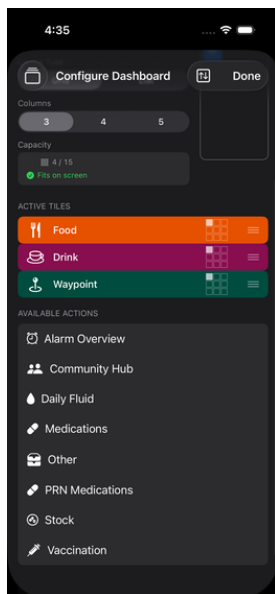 4:35
Configure Dashboard
Done
Columns
3 4 5
Capacity
4 / 15
Fits on screen
ACTIVE TILES
Food
Drink
Waypoint
AVAILABLE ACTIONS
Alarm Overview
Community Hub
Daily Fluid
Medications
Other
PRN Medications
Stock
Vaccination